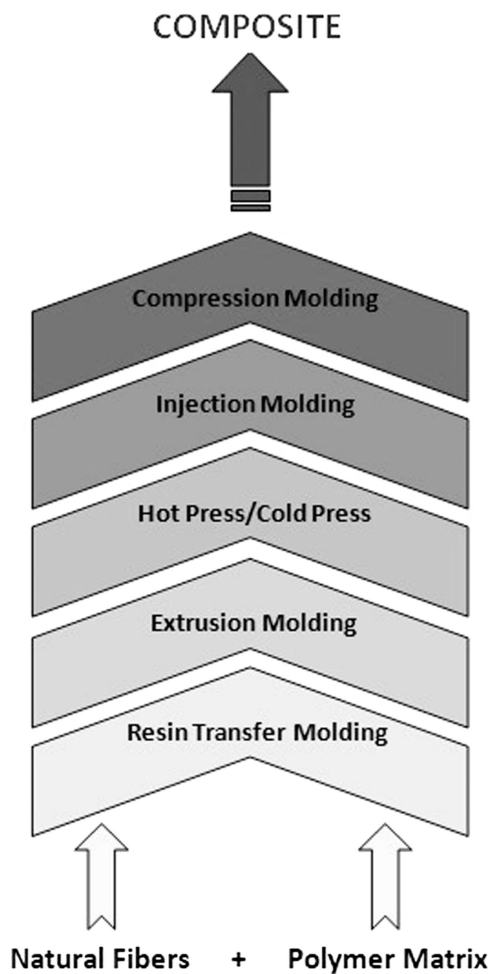 COMPOSITE
Compression Molding
Injection Molding
Hot Press/Cold Press
Extrusion Molding
Resin Transfer Molding
Natural Fibers + Polymer Matrix